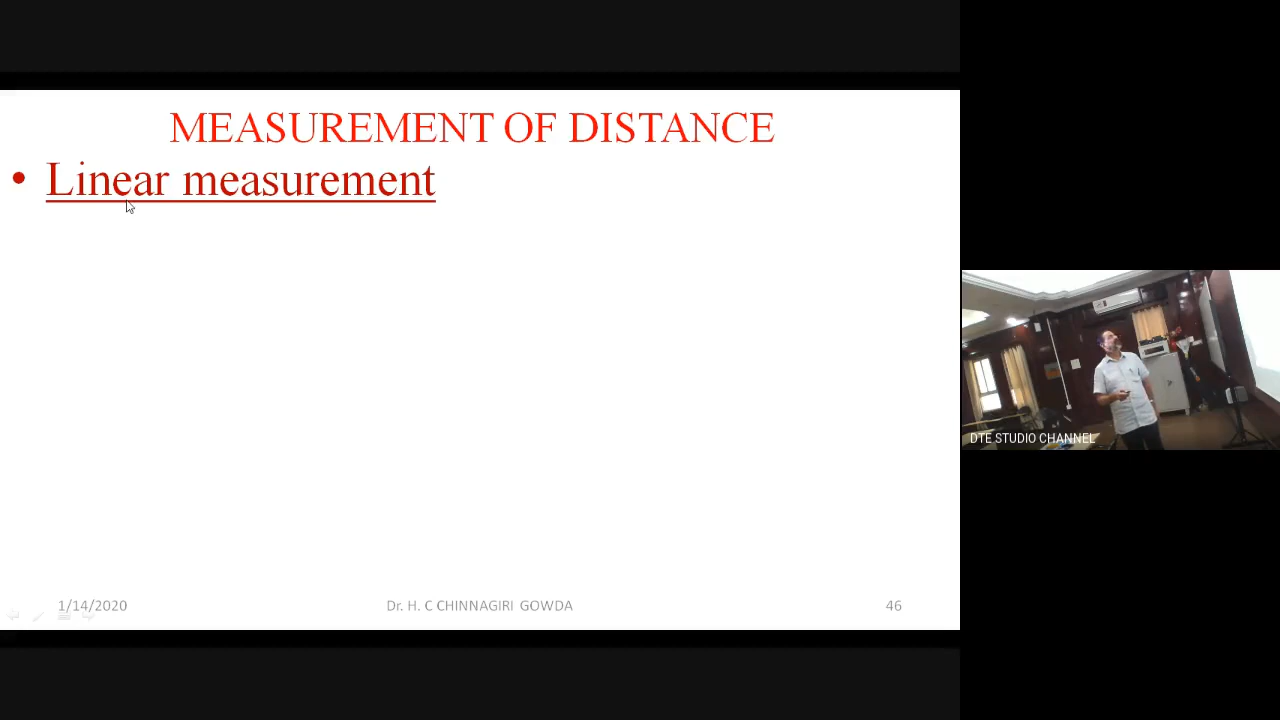 MEASUREMENT OF DISTANCE
• Linear measurement
1/14/2020
Dr. H. C CHINNAGIRI GOWDA
46
DTE STUDIO CHANNEL